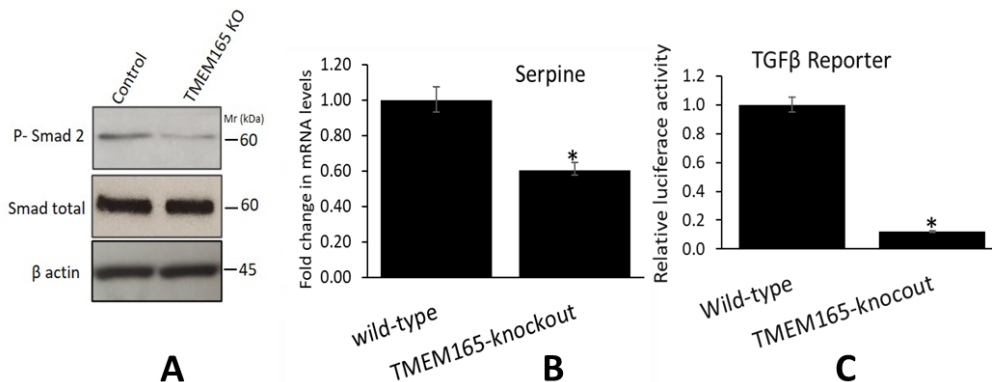 Control
TMEM165 KO
Mr (kDa)
P- Smad 2
—60
Smad total
—60
β actin
—45
A
Fold change in mRNA levels
1.20
1.00
0.80
0.60
0.40
0.20
0.00
Serpine
*
wild-type
TMEM165-knockout
B
Relative luciferace activity
1.4
1.2
1.0
0.8
0.6
0.4
0.2
0.0
TGFβ Reporter
*
Wild-type
TMEM165-knocout
C